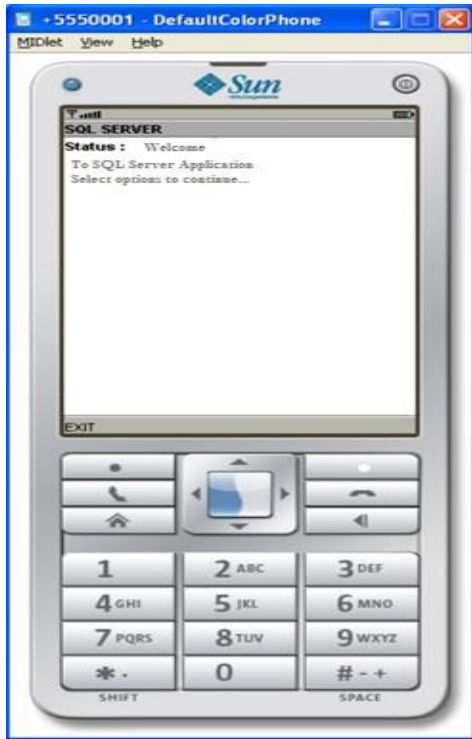 +5550001 - DefaultColorPhone
MIDlet View Help
Sun
SQL SERVER
Status : Welcome
To SQL Server Application
Select options to continue...
EXIT
1 2 ABC 3 DEF
4 GHI 5 JKL 6 MNO
7 PQRS 8 TUV 9 WXYZ
* . 0 # - +
SHIFT SPACE